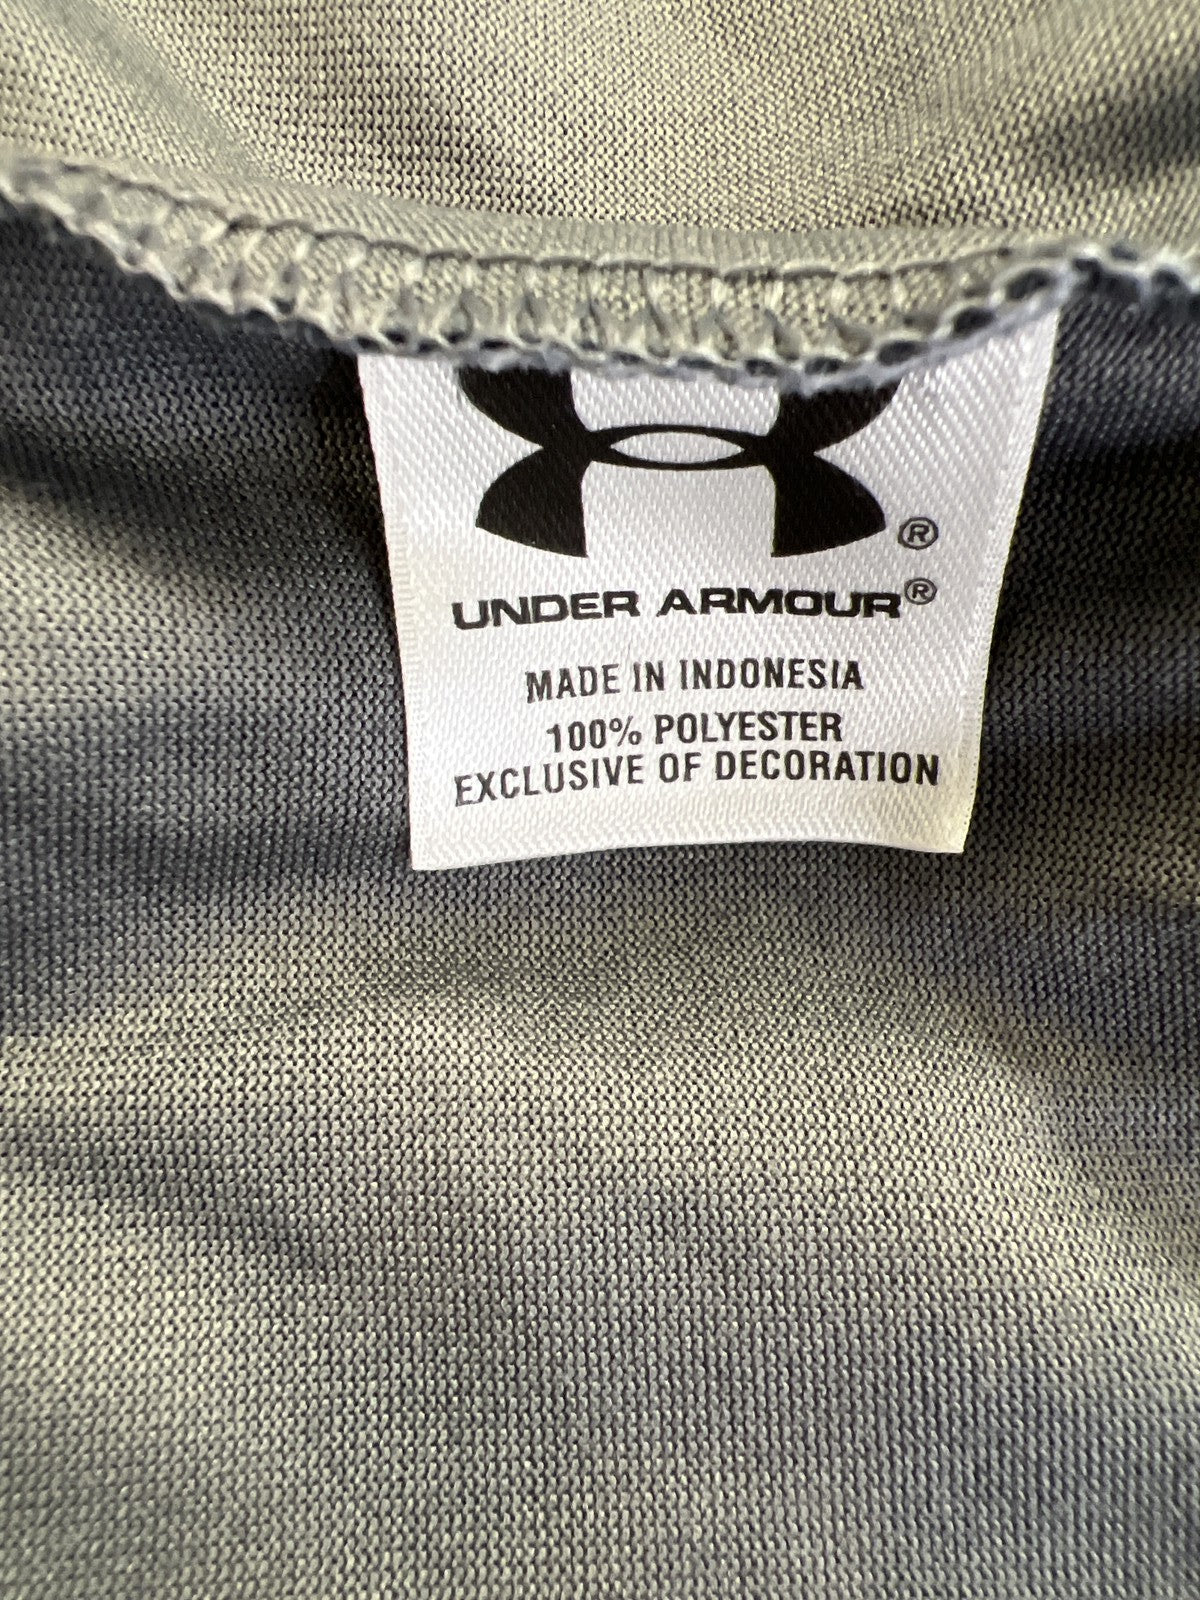 ®
UNDER ARMOUR®
MADE IN INDONESIA
100% POLYESTER
EXCLUSIVE OF DECORATION